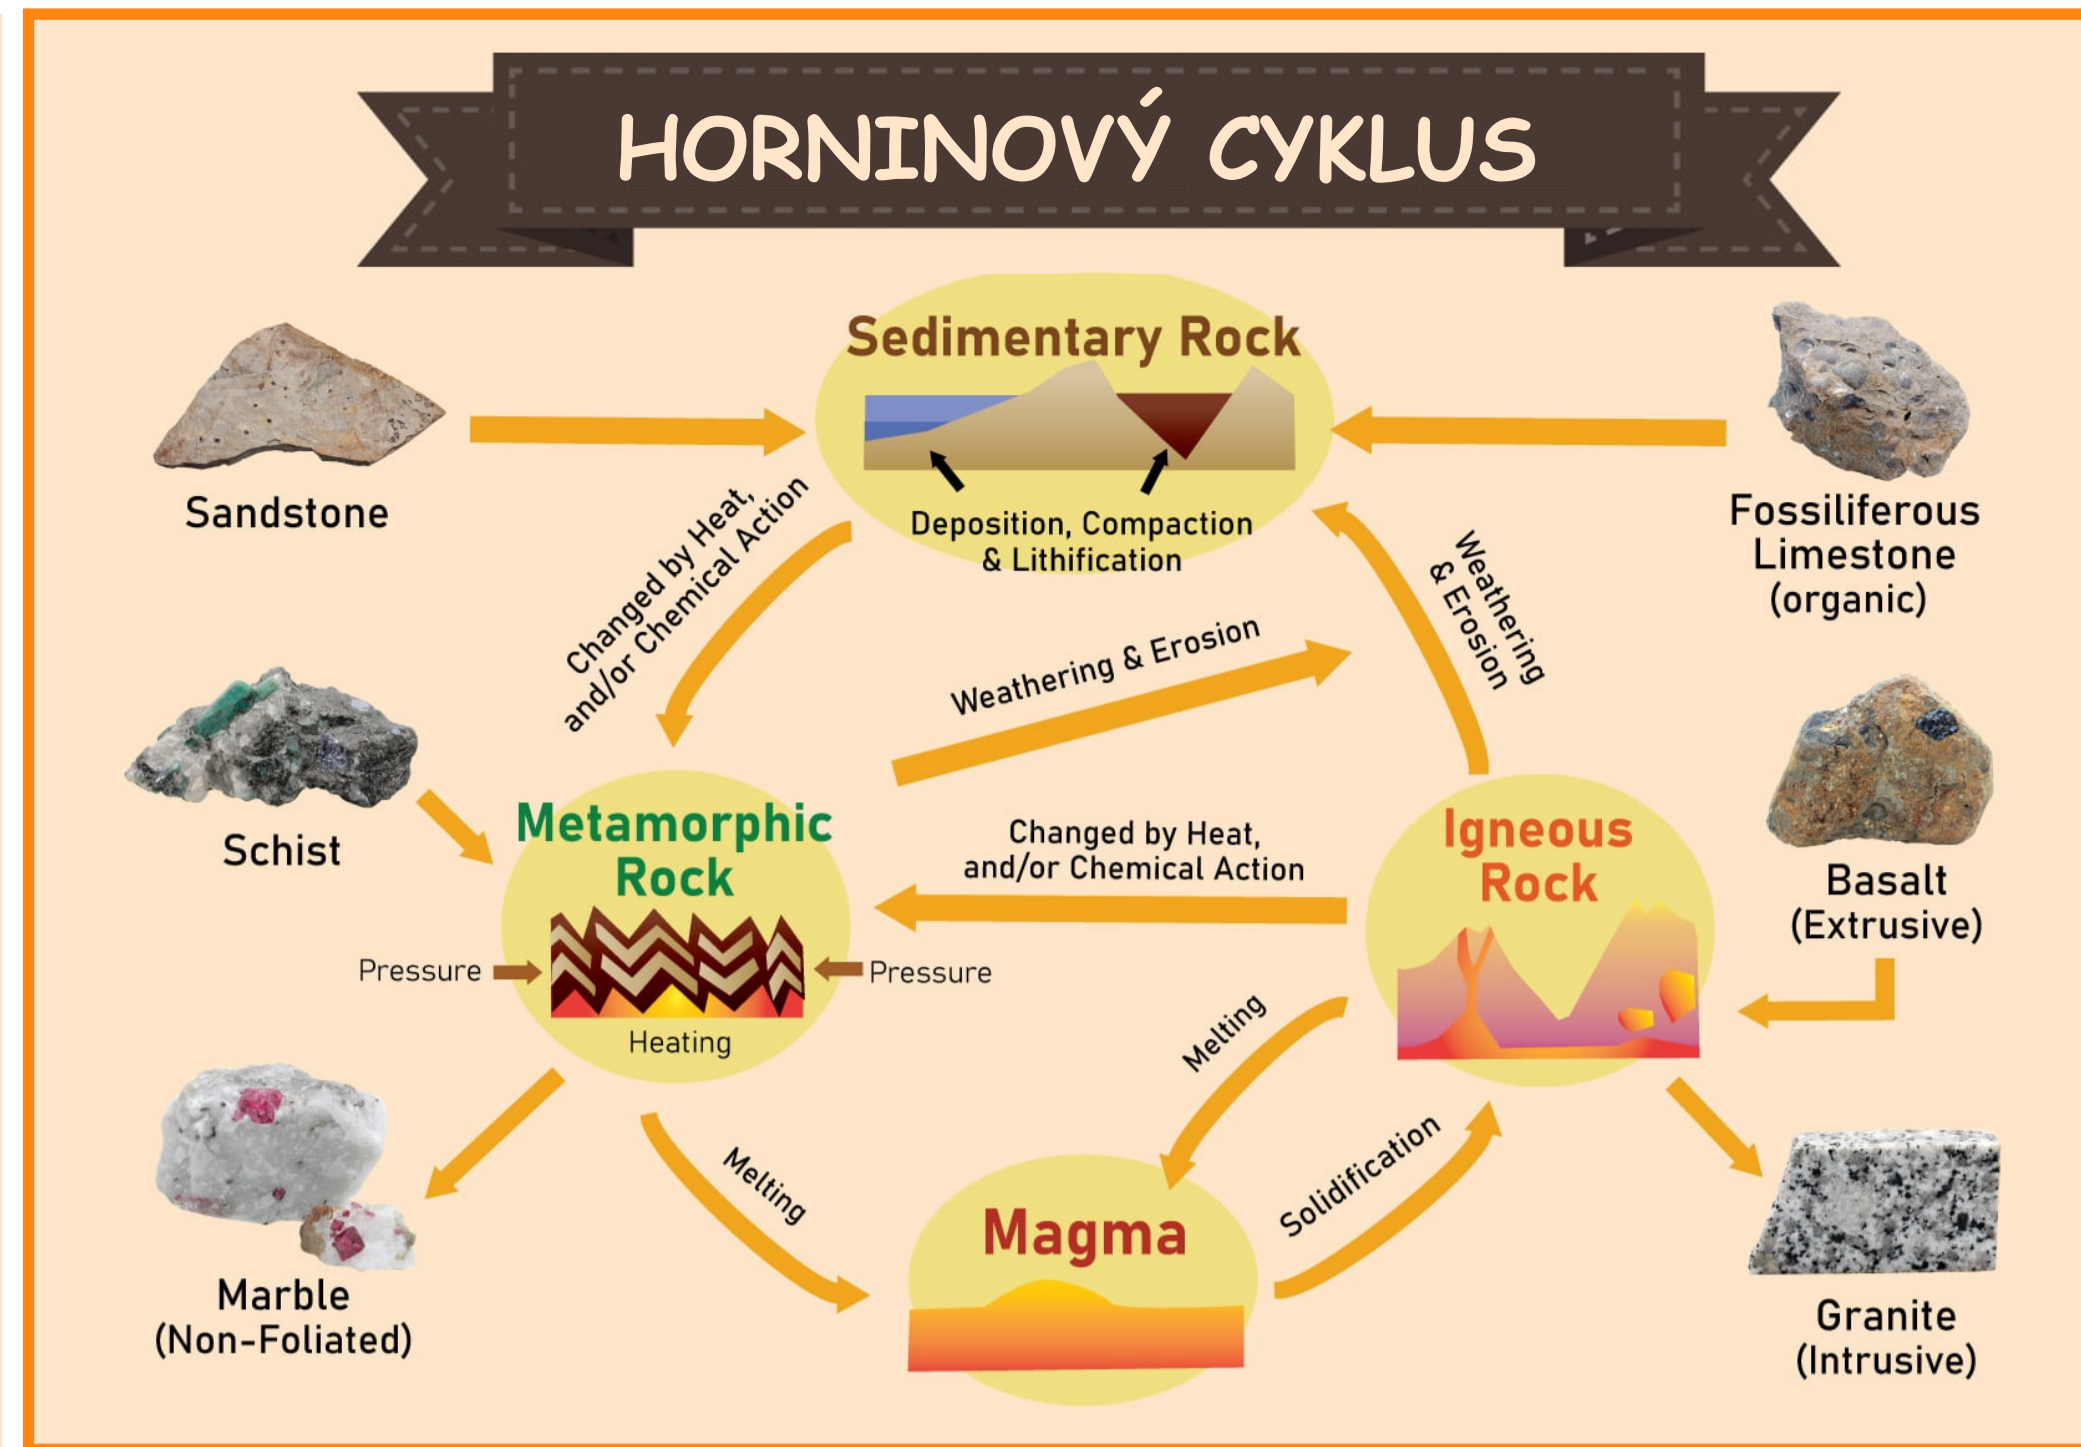 HORNINOVÝ CYKLUS
Sedimentary Rock
Deposition, Compaction
& Lithification
Sandstone
Fossiliferous
Limestone
(organic)
Changed by Heat,
and/or Chemical Action
Weathering & Erosion
Weathering
& Erosion
Schist
Metamorphic
Rock
Pressure
Pressure
Heating
Changed by Heat,
and/or Chemical Action
Igneous
Rock
Basalt
(Extrusive)
Melting
Melting
Solidification
Magma
Marble
(Non-Foliated)
Granite
(Intrusive)